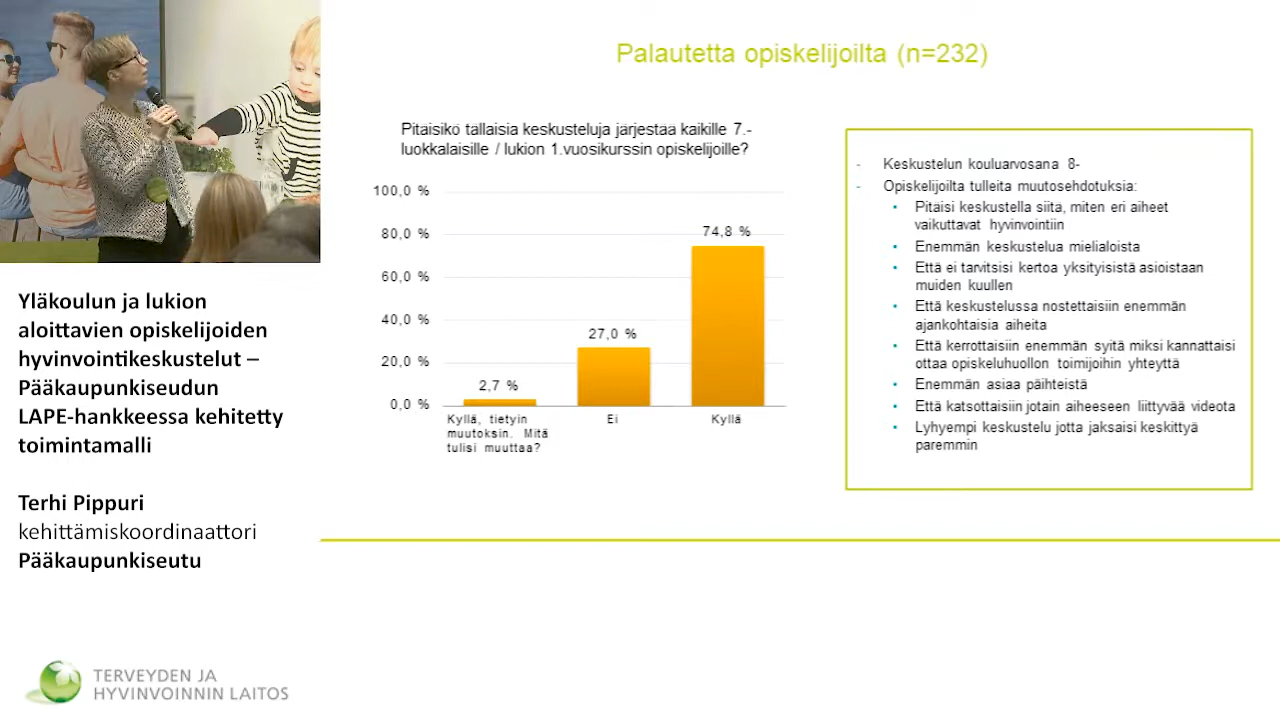 Palautetta opiskelijoilta (n=232)
Pitäisikö tällaisia keskusteluja järjestää kaikille 7.-
luokkalaisille / lukion 1.vuosikurssin opiskelijoille?
100,0 %
80,0 %
60,0 %
40,0 %
20,0 %
0,0 %
2,7 %
27,0 %
74,8 %
Kyllä, tietyin
muutoksin. Mitä
tulisi muuttaa?
Ei
Kyllä
- Keskustelun kouluarvosana 8-
- Opiskelijoilta tulleita muutosehdotuksia:
• Pitäisi keskustella siitä, miten eri aiheet
vaikuttavat hyvinvointiin
• Enemmän keskustelua mielialoista
• Että ei tarvitsisi kertoa yksityisistä asioistaan
muiden kuullen
• Että keskustelussa nostettaisiin enemmän
ajankohtaisia aiheita
• Että kerrottaisiin enemmän syitä miksi kannattaisi
ottaa opiskeluhuollon toimijoihin yhteyttä
• Enemmän asiaa päihteistä
• Että katsottaisiin jotain aiheeseen liittyvää videota
• Lyhyempi keskustelu jotta jaksaisi keskittyä
paremmin
Yläkoulun ja lukion
aloittavien opiskelijoiden
hyvinvointikeskustelut –
Pääkaupunkiseudun
LAPE-hankkeessa kehitetty
toimintamalli
Terhi Pippuri
kehittämiskoordinaattori
Pääkaupunkiseutu
TERVEYDEN JA
HYVINVOINNIN LAITOS